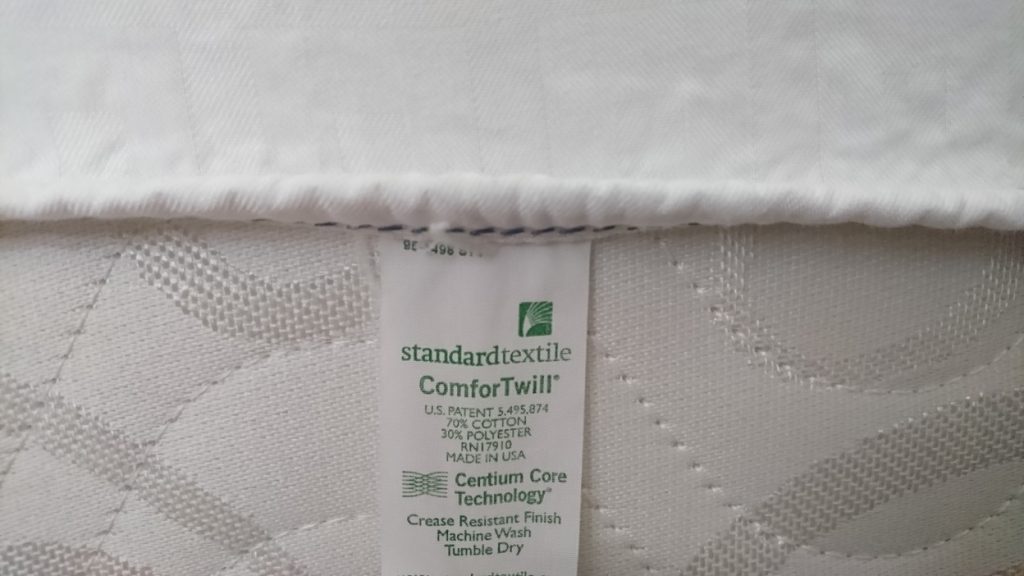 standardtextile
ComforTwill®
U.S. PATENT 5,495,874
70% COTTON
30% POLYESTER
RN17910
MADE IN USA
Centium Core
Technology®
Crease Resistant Finish
Machine Wash
Tumble Dry